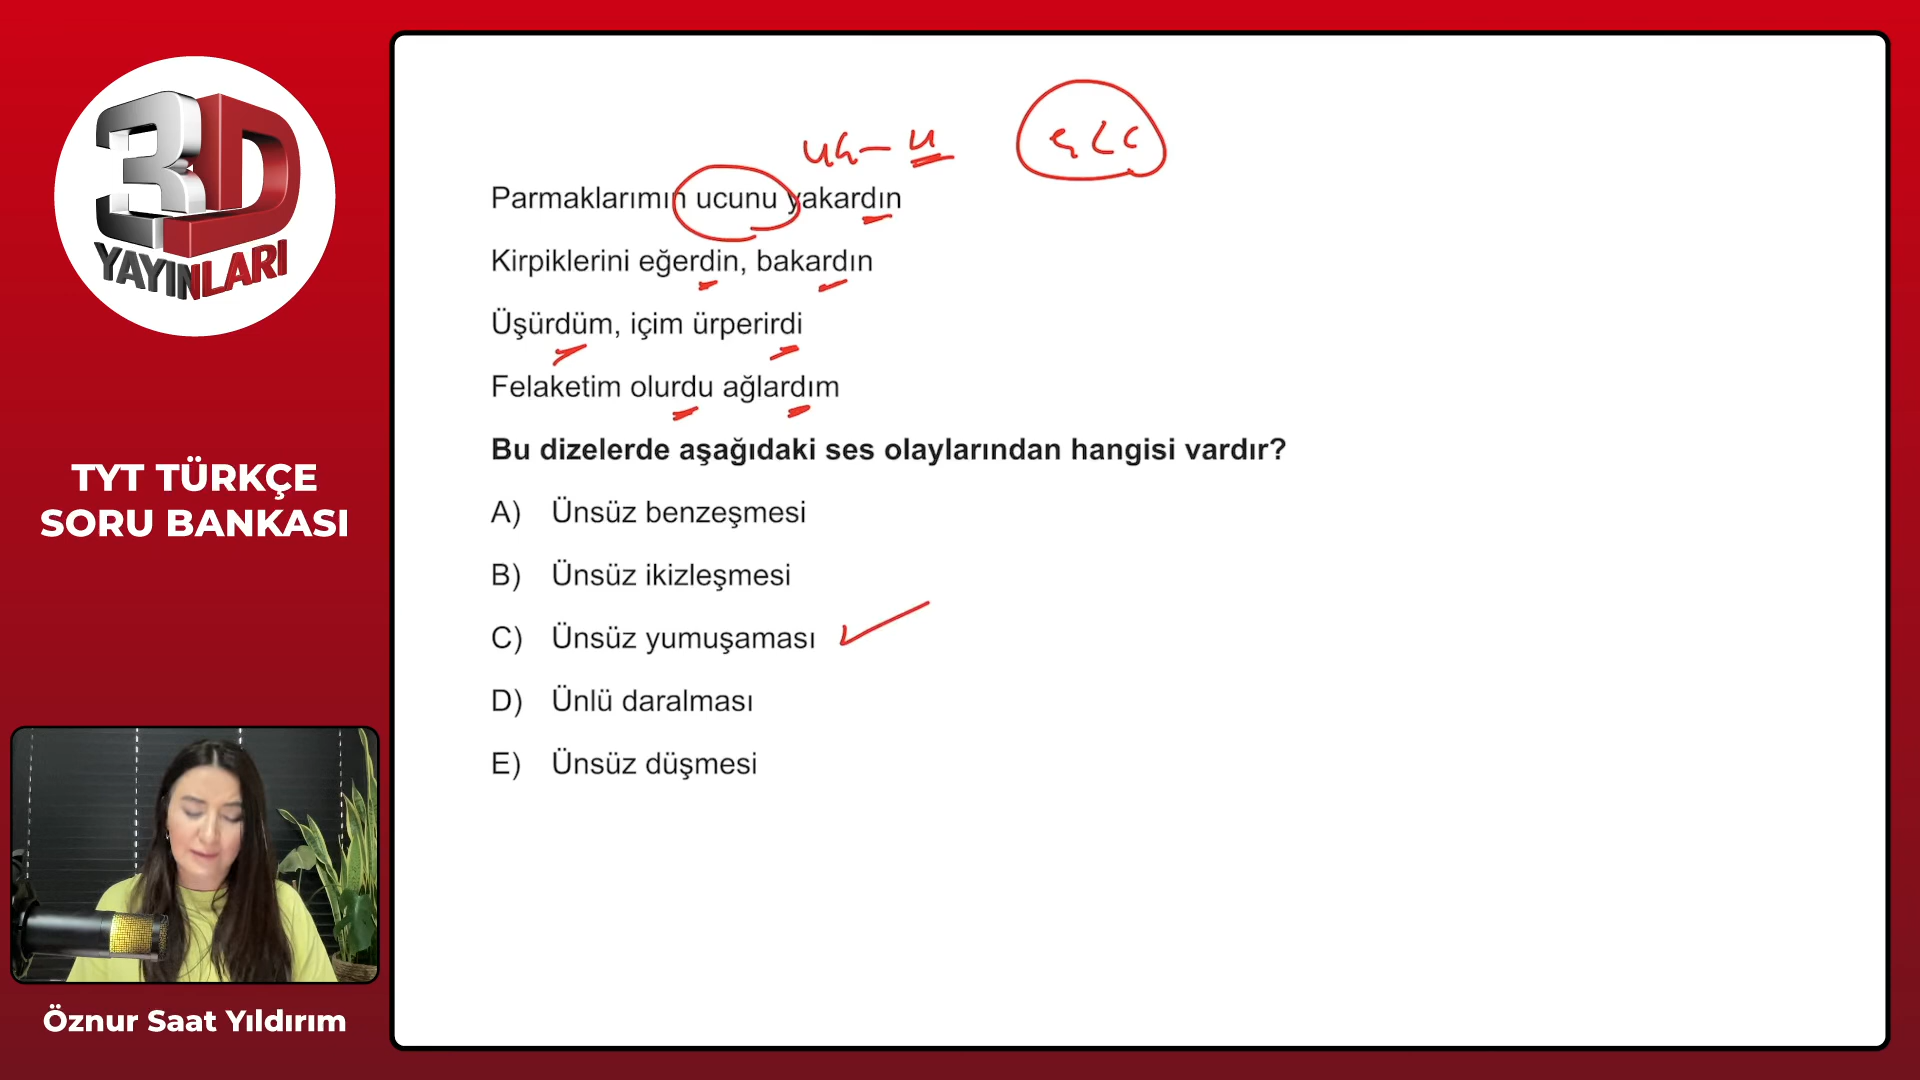 3D
YAYINLARI
TYT TÜRKÇE
SORU BANKASI
Öznur Saat Yıldırım
uç- u
ç < c
Parmaklarımın ucunu yakardın
Kirpiklerini eğerdin, bakardın
Üşürdüm, içim ürperirdi
Felaketim olurdu ağlardım
Bu dizelerde aşağıdaki ses olaylarından hangisi vardır?
A) Ünsüz benzeşmesi
B) Ünsüz ikizleşmesi
C) Ünsüz yumuşaması
D) Ünlü daralması
E) Ünsüz düşmesi